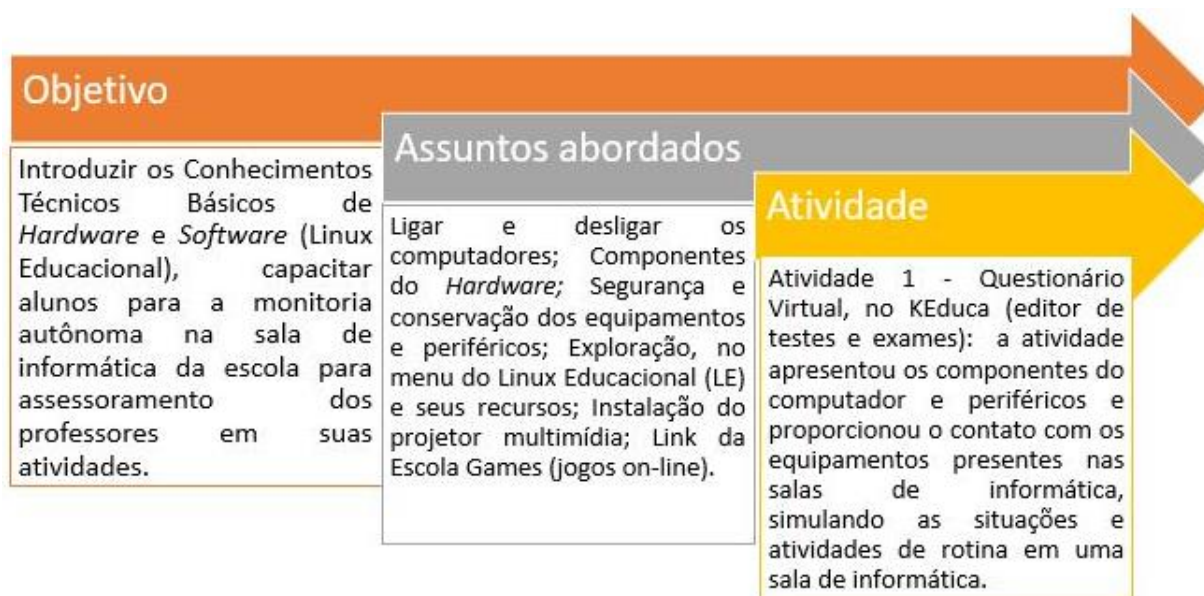 Objetivo
Introduzir os Conhecimentos
Técnicos Básicos de
Hardware e Software (Linux
Educacional), capacitar
alunos para a monitoria
autônoma na sala de
informática da escola para
assessoramento dos
professores em suas
atividades.
Assuntos abordados
Ligar e desligar os
computadores; Componentes
do Hardware; Segurança e
conservação dos equipamentos
e periféricos; Exploração, no
menu do Linux Educacional (LE)
e seus recursos; Instalação do
projetor multimídia; Link da
Escola Games (jogos on-line).
Atividade
Atividade 1 - Questionário
Virtual, no KEduca (editor de
testes e exames): a atividade
apresentou os componentes do
computador e periféricos e
proporcionou o contato com os
equipamentos presentes nas
salas de informática,
simulando as situações e
atividades de rotina em uma
sala de informática.